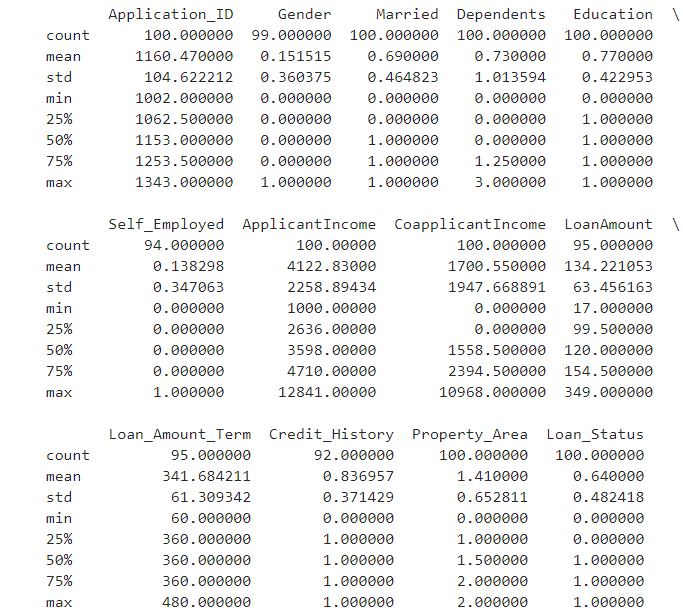 Application_ID Gender Married Dependents Education \
count 100.000000 99.000000 100.000000 100.000000 100.000000
mean 1160.470000 0.151515 0.690000 0.730000 0.770000
std 104.622212 0.360375 0.464823 1.013594 0.422953
min 1002.000000 0.000000 0.000000 0.000000 0.000000
25% 1062.500000 0.000000 0.000000 0.000000 1.000000
50% 1153.000000 0.000000 1.000000 0.000000 1.000000
75% 1253.500000 0.000000 1.000000 1.250000 1.000000
max 1343.000000 1.000000 1.000000 3.000000 1.000000
Self_Employed ApplicantIncome CoapplicantIncome LoanAmount \
count 94.000000 100.00000 100.000000 95.000000
mean 0.138298 4122.83000 1700.550000 134.221053
std 0.347063 2258.89434 1947.668891 63.456163
min 0.000000 1000.00000 0.000000 17.000000
25% 0.000000 2636.00000 0.000000 99.500000
50% 0.000000 3598.00000 1558.500000 120.000000
75% 0.000000 4710.00000 2394.500000 154.500000
max 1.000000 12841.00000 10968.000000 349.000000
Loan_Amount_Term Credit_History Property_Area Loan_Status
count 95.000000 92.000000 100.000000 100.000000
mean 341.684211 0.836957 1.410000 0.640000
std 61.309342 0.371429 0.652811 0.482418
min 60.000000 0.000000 0.000000 0.000000
25% 360.000000 1.000000 1.000000 0.000000
50% 360.000000 1.000000 1.500000 1.000000
75% 360.000000 1.000000 2.000000 1.000000
max 480.000000 1.000000 2.000000 1.000000